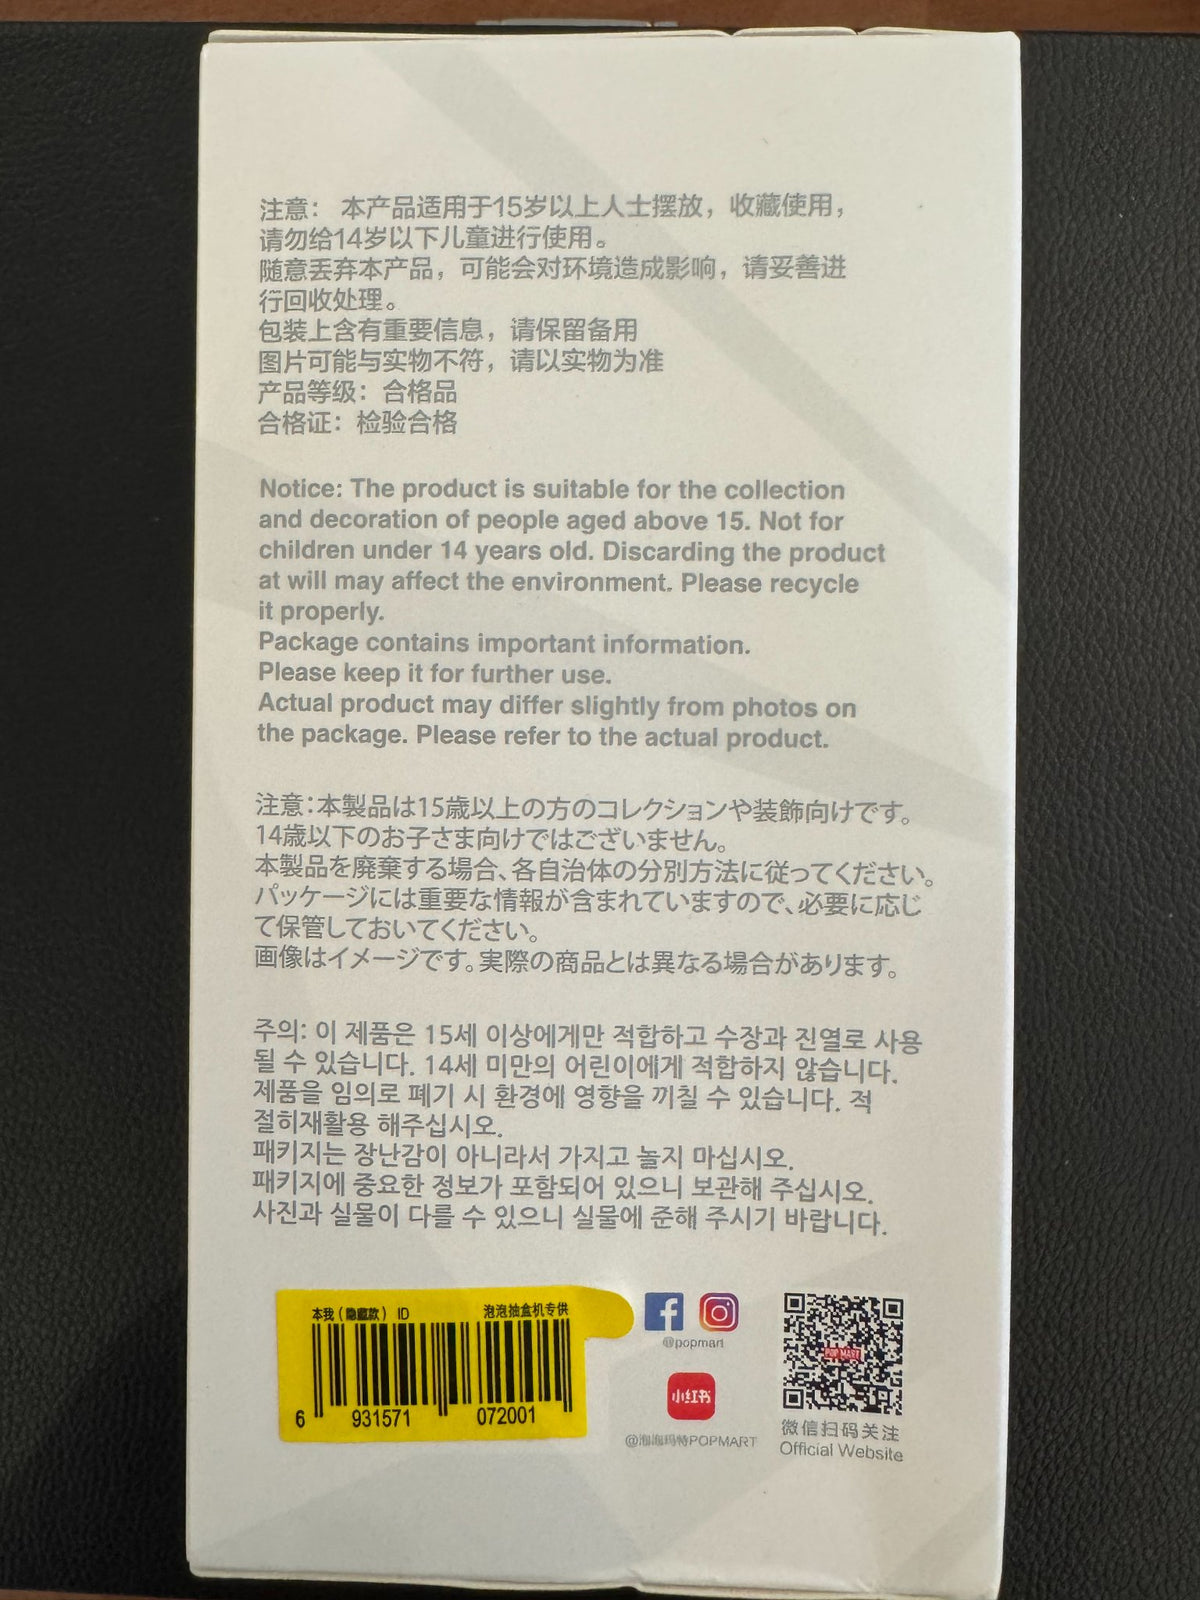 注意： 本产品适用于15岁以上人士摆放，收藏使用，
请勿给14岁以下儿童进行使用。
随意丢弃本产品，可能会对环境造成影响，请妥善进
行回收处理。
包装上含有重要信息，请保留备用
图片可能与实物不符，请以实物为准
产品等级：合格品
合格证：检验合格
Notice: The product is suitable for the collection
and decoration of people aged above 15. Not for
children under 14 years old. Discarding the product
at will may affect the environment. Please recycle
it properly.
Package contains important information.
Please keep it for further use.
Actual product may differ slightly from photos on
the package. Please refer to the actual product.
注意：本製品は15歳以上の方のコレクションや装飾向けです。
14歳以下のお子さま向けではございません。
本製品を廃棄する場合、各自治体の分別方法に従ってください。
パッケージには重要な情報が含まれていますので、必要に応じ
て保管しておいてください。
画像はイメージです。実際の商品とは異なる場合があります。
주의: 이 제품은 15세 이상에게만 적합하고 수장과 진열로 사용
될 수 있습니다. 14세 미만의 어린이에게 적합하지 않습니다.
제품을 임의로 폐기 시 환경에 영향을 끼칠 수 있습니다. 적
절히재활용 해주십시오.
패키지는 장난감이 아니라서 가지고 놀지 마십시오.
패키지에 중요한 정보가 포함되어 있으니 보관해 주십시오.
사진과 실물이 다를 수 있으니 실물에 준해 주시기 바랍니다.
本我（隐藏款） ID 泡泡抽盒机专供
6 931571 072001
@popmart
小红书
@泡泡玛特POPMART
POP MART
微信扫码关注
Official Website